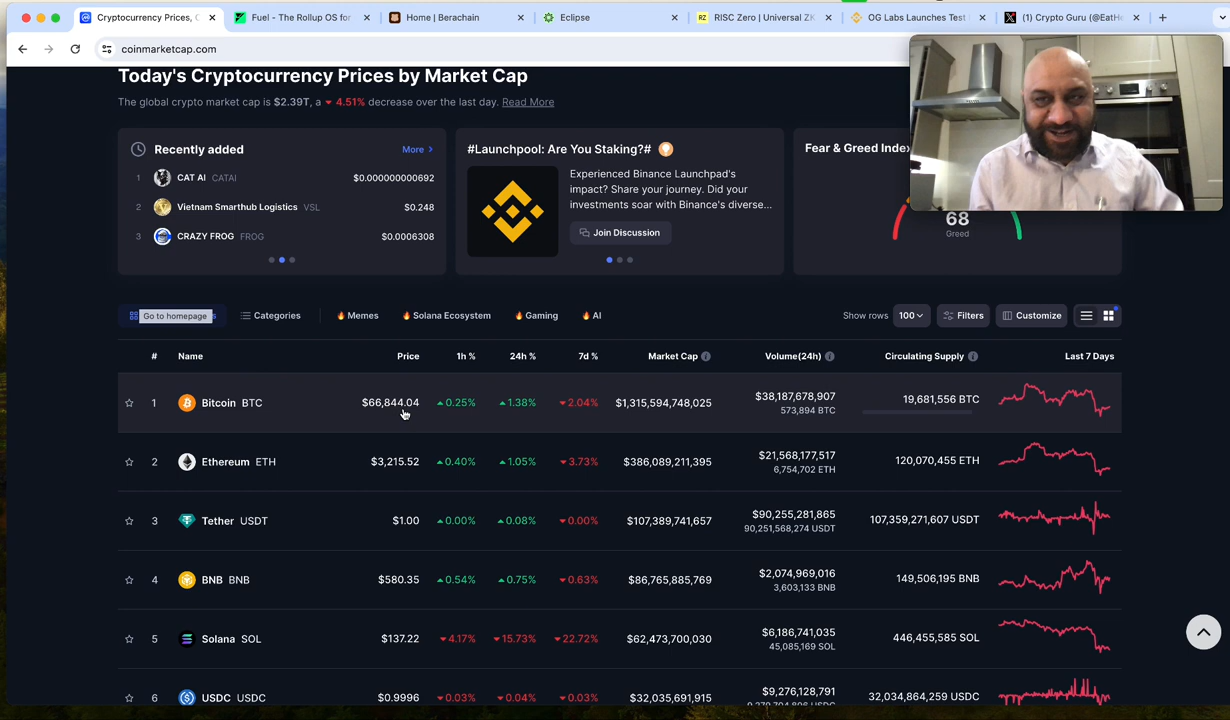 Cryptocurrency Prices, C
Fuel - The Rollup OS for
Home | Berachain
Eclipse
RISC Zero | Universal ZK
OG Labs Launches Test
(1) Crypto Guru (@EatHe
coinmarketcap.com
Today's Cryptocurrency Prices by Market Cap
The global crypto market cap is $2.39T, a 4.51% decrease over the last day. Read More
Recently added
More >
1 CAT AI CATAI $0.000000000692
2 Vietnam Smarthub Logistics VSL $0.248
3 CRAZY FROG FROG $0.0006308
#Launchpool: Are You Staking?#
Experienced Binance Launchpad's
impact? Share your journey. Did your
investments soar with Binance's diverse...
Join Discussion
Fear & Greed Index
68
Greed
Go to homepage
Categories
Memes
Solana Ecosystem
Gaming
AI
Show rows 100
Filters
Customize
# Name Price 1h % 24h % 7d % Market Cap Volume(24h) Circulating Supply Last 7 Days
1 Bitcoin BTC $66,844.04 0.25% 1.38% 2.04% $1,315,594,748,025 $38,187,678,907 19,681,556 BTC
573,894 BTC
2 Ethereum ETH $3,215.52 0.40% 1.05% 3.73% $386,089,211,395 $21,568,177,517 120,070,455 ETH
6,754,702 ETH
3 Tether USDT $1.00 0.00% 0.08% 0.00% $107,389,741,657 $90,255,281,865 107,359,271,607 USDT
90,251,568,274 USDT
4 BNB BNB $580.35 0.54% 0.75% 0.63% $86,765,885,769 $2,074,969,016 149,506,195 BNB
3,603,133 BNB
5 Solana SOL $137.22 4.17% 15.73% 22.72% $62,473,700,030 $6,186,741,035 446,455,585 SOL
45,085,169 SOL
6 USDC USDC $0.9996 0.03% 0.04% 0.03% $32,035,691,915 $9,276,128,791 32,034,864,259 USDC